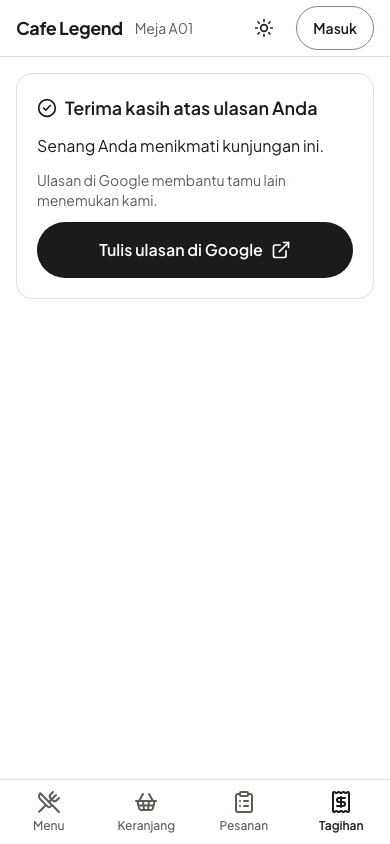 Cafe Legend Meja A01 Masuk
Terima kasih atas ulasan Anda
Senang Anda menikmati kunjungan ini.
Ulasan di Google membantu tamu lain
menemukan kami.
Tulis ulasan di Google
Menu Keranjang Pesanan Tagihan